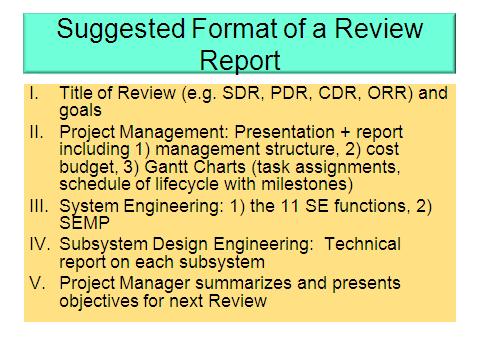 Suggested Format of a Review
Report
I. Title of Review (e.g. SDR, PDR, CDR, ORR) and
goals
II. Project Management: Presentation + report
including 1) management structure, 2) cost
budget, 3) Gantt Charts (task assignments,
schedule of lifecycle with milestones)
III. System Engineering: 1) the 11 SE functions, 2)
SEMP
IV. Subsystem Design Engineering:  Technical
report on each subsystem
V. Project Manager summarizes and presents
objectives for next Review